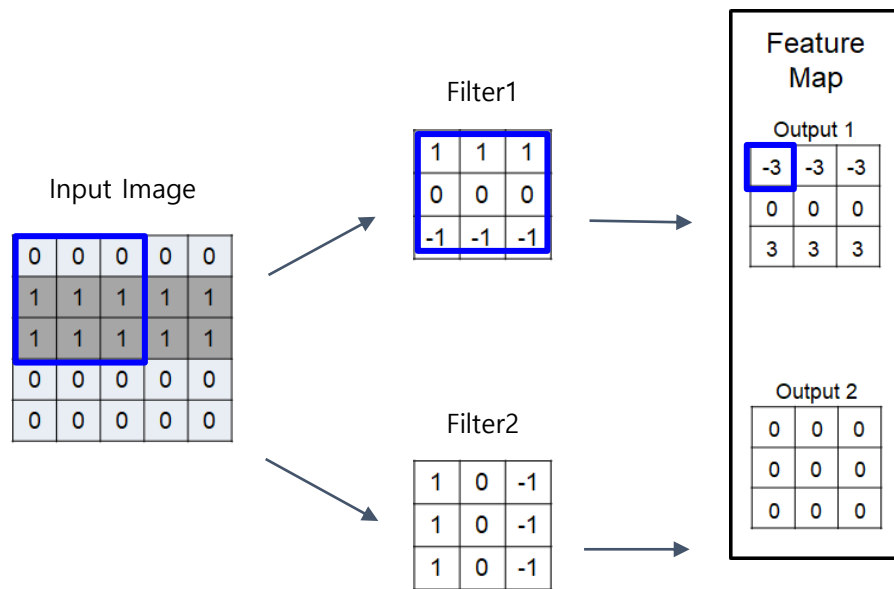 Input Image
0 0 0 0 0
1 1 1 1 1
1 1 1 1 1
0 0 0 0 0
0 0 0 0 0
Filter1
1 1 1
0 0 0
-1 -1 -1
Filter2
1 0 -1
1 0 -1
1 0 -1
Feature
Map
Output 1
-3 -3 -3
0 0 0
3 3 3
Output 2
0 0 0
0 0 0
0 0 0